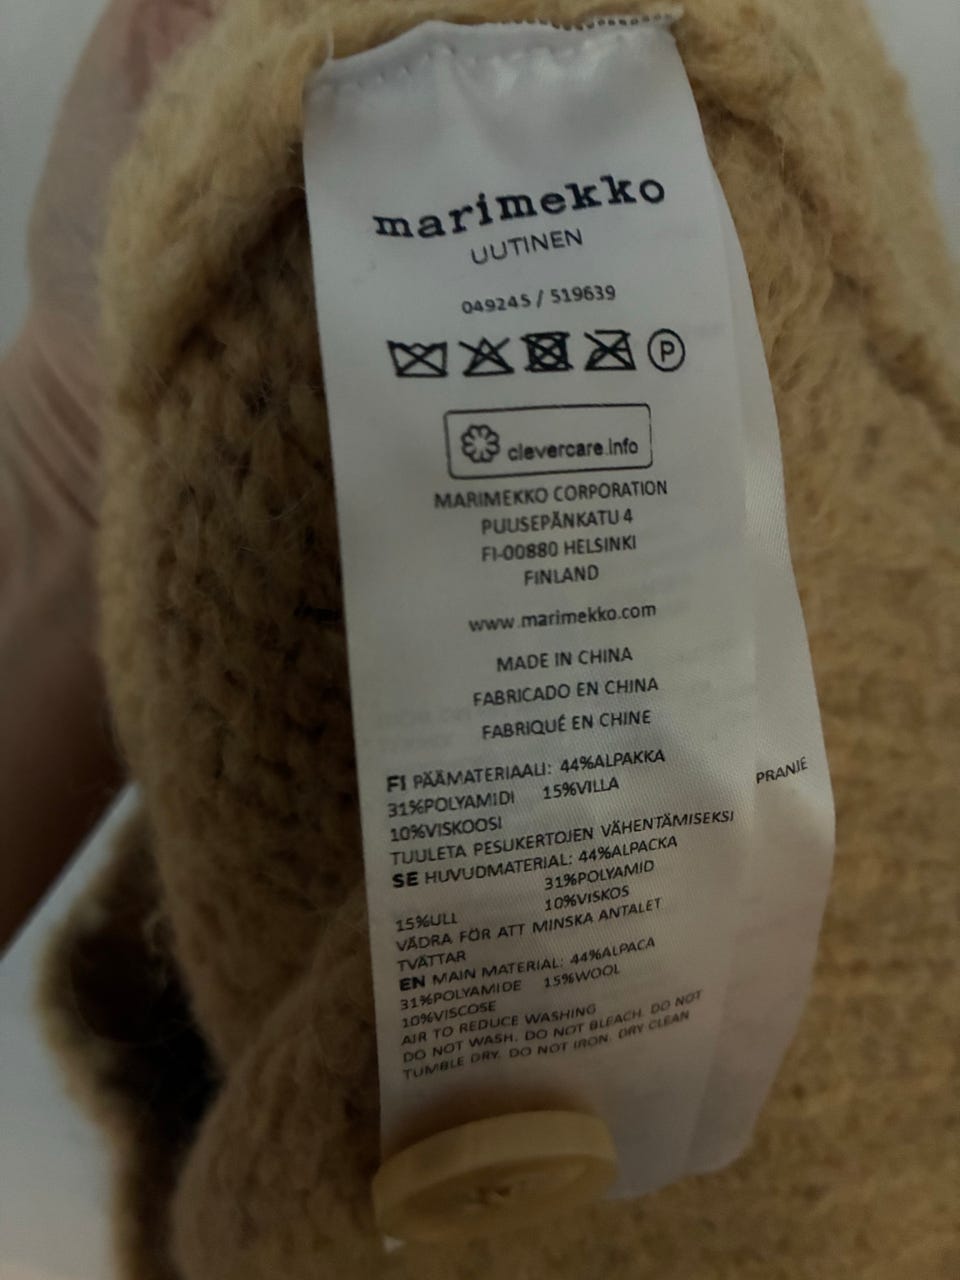 marimekko
UUTINEN
049245 / 519639
P
clevercare.info
MARIMEKKO CORPORATION
PUUSEPÄNKATU 4
FI-00880 HELSINKI
FINLAND
www.marimekko.com
MADE IN CHINA
FABRICADO EN CHINA
FABRIQUÉ EN CHINE
FI PÄÄMATERIAALI: 44%ALPAKKA
31%POLYAMIDI 15%VILLA
10%VISKOOSI
TUULETA PESUKERTOJEN VÄHENTÄMISEKSI
SE HUVUDMATERIAL: 44%ALPACKA
31%POLYAMID
15%ULL 10%VISKOS
VÄDRA FÖR ATT MINSKA ANTALET
TVÄTTAR
EN MAIN MATERIAL: 44%ALPACA
31%POLYAMIDE 15%WOOL
10%VISCOSE
AIR TO REDUCE WASHING
DO NOT WASH. DO NOT BLEACH. DO NOT
TUMBLE DRY. DO NOT IRON. DRY CLEAN
PRANJE